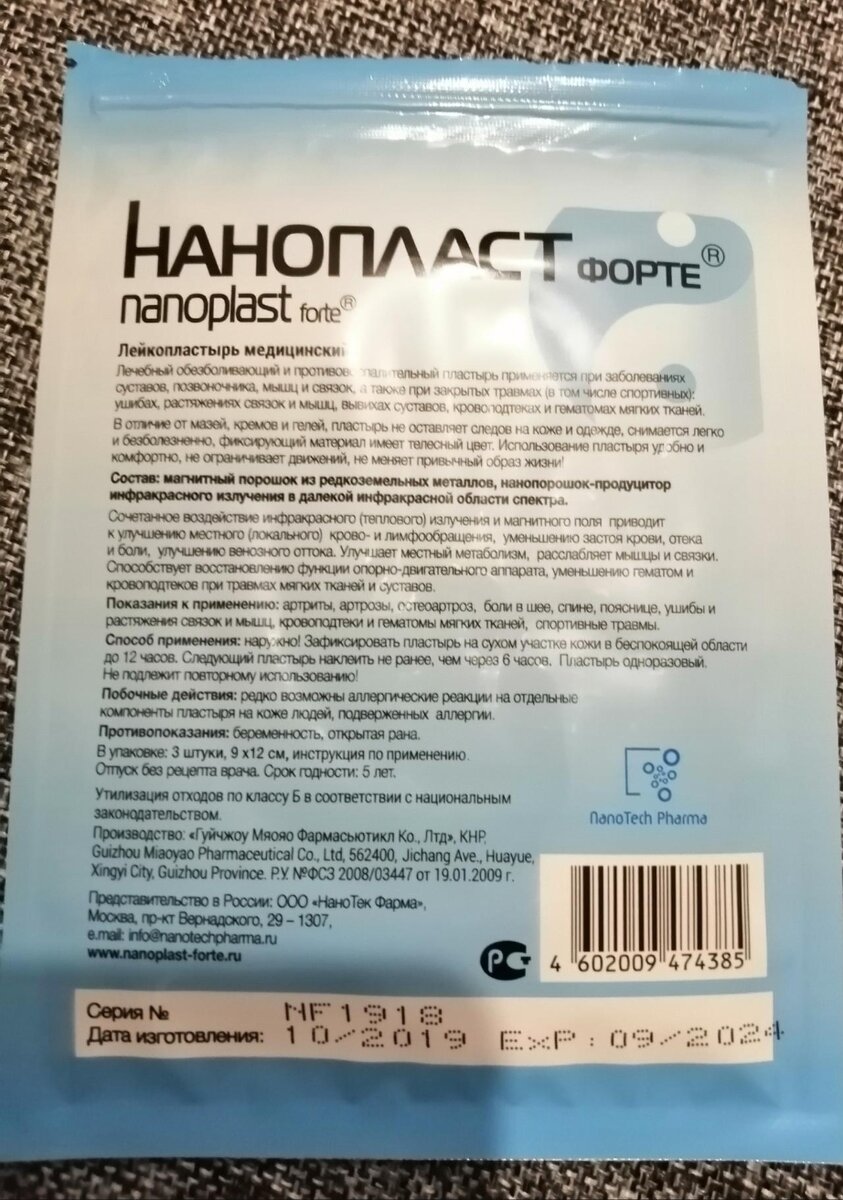 НАНОПЛАСТ ФОРТЕ®
nanoplast forte®
Лейкопластырь медицинский
Лечебный обезболивающий и противовоспалительный пластырь применяется при заболеваниях
суставов, позвоночника, мышц и связок, а также при закрытых травмах (в том числе спортивных):
ушибах, растяжениях связок и мышц, вывихах суставов, кровоподтеках и гематомах мягких тканей.
В отличие от мазей, кремов и гелей, пластырь не оставляет следов на коже и одежде, снимается легко
и безболезненно, фиксирующий материал имеет телесный цвет. Использование пластыря удобно и
комфортно, не ограничивает движений, не меняет привычный образ жизни!
Состав: магнитный порошок из редкоземельных металлов, нанопорошок-продуцитор
инфракрасного излучения в далекой инфракрасной области спектра.
Сочетанное воздействие инфракрасного (теплового) излучения и магнитного поля приводит
к улучшению местного (локального) крово- и лимфообращения, уменьшению застоя крови, отека
и боли, улучшению венозного оттока. Улучшает местный метаболизм, расслабляет мышцы и связки.
Способствует восстановлению функции опорно-двигательного аппарата, уменьшению гематом и
кровоподтеков при травмах мягких тканей и суставов.
Показания к применению: артриты, артрозы, остеоартроз, боли в шее, спине, пояснице, ушибы и
растяжения связок и мышц, кровоподтеки и гематомы мягких тканей, спортивные травмы.
Способ применения: наружно! Зафиксировать пластырь на сухом участке кожи в беспокоящей области
до 12 часов. Следующий пластырь наклеить не ранее, чем через 6 часов. Пластырь одноразовый.
Не подлежит повторному использованию!
Побочные действия: редко возможны аллергические реакции на отдельные
компоненты пластыря на коже людей, подверженных аллергии.
Противопоказания: беременность, открытая рана.
В упаковке: 3 штуки, 9 х12 см, инструкция по применению.
Отпуск без рецепта врача. Срок годности: 5 лет.
Утилизация отходов по классу Б в соответствии с национальным
законодательством.
NanoTech Pharma
Производство: «Гуйчжоу Мяояо Фармасьютикл Ко., Лтд», КНР.
Guizhou Miaoyao Pharmaceutical Co., Ltd, 562400, Jichang Ave., Huayue,
Xingyi City, Guizhou Province. Р.У. №ФСЗ 2008/03447 от 19.01.2009 г.
Представительство в России: ООО «НаноТек Фарма»,
Москва, пр-кт Вернадского, 29 – 1307,
e.mail: info@nanotechpharma.ru
www.nanoplast-forte.ru
РСТ
4 602009 474385
Серия № NF1918
Дата изготовления: 10/2019 EXP: 09/2024